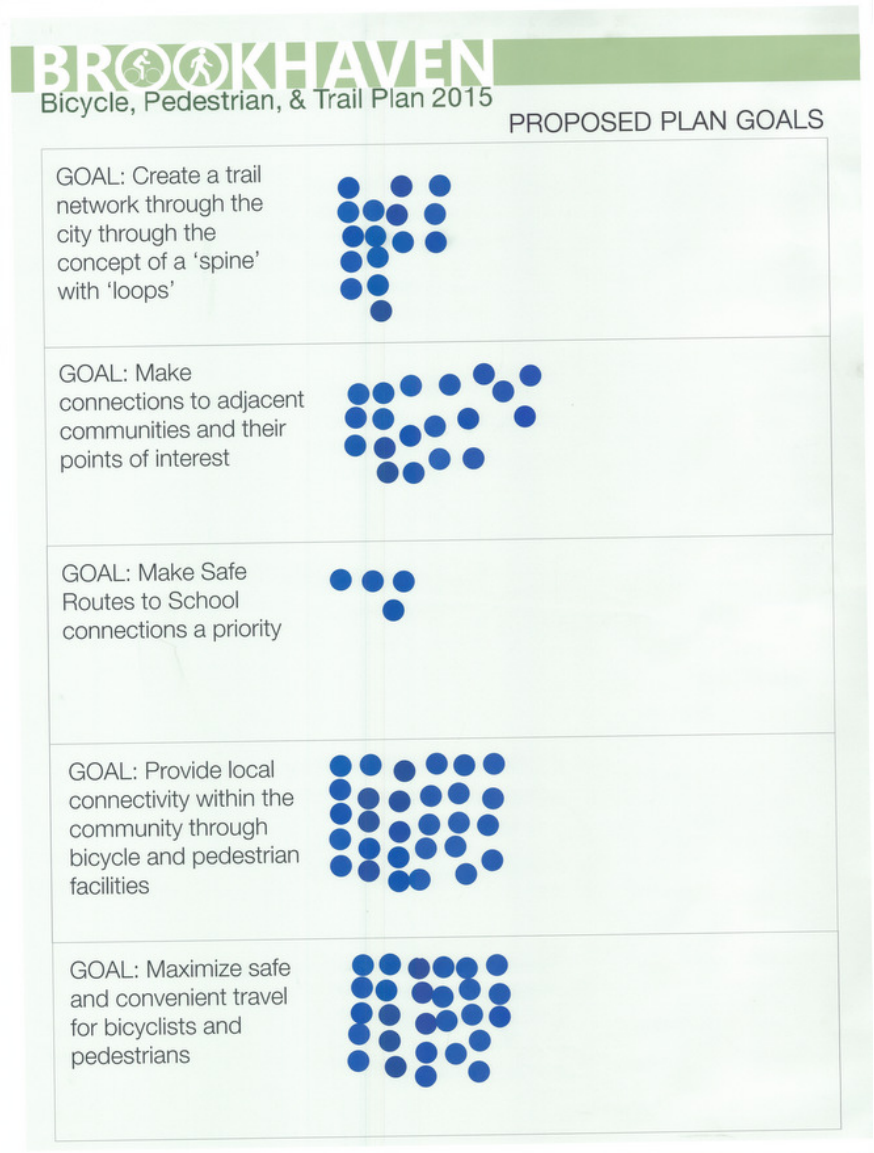 BROOKHAVEN
Bicycle, Pedestrian, & Trail Plan 2015
PROPOSED PLAN GOALS
GOAL: Create a trail
network through the
city through the
concept of a ‘spine’
with ‘loops’
GOAL: Make
connections to adjacent
communities and their
points of interest
GOAL: Make Safe
Routes to School
connections a priority
GOAL: Provide local
connectivity within the
community through
bicycle and pedestrian
facilities
GOAL: Maximize safe
and convenient travel
for bicyclists and
pedestrians